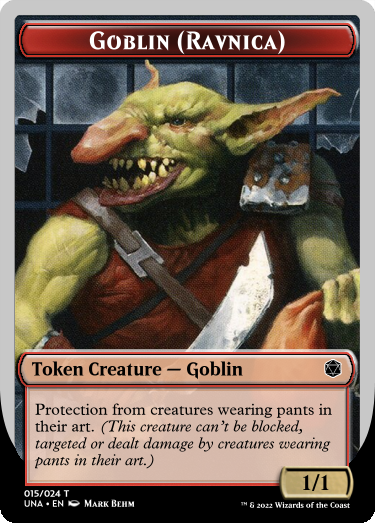 Goblin (Ravnica)
Token Creature — Goblin
Protection from creatures wearing pants in
their art. (This creature can't be blocked,
targeted or dealt damage by creatures wearing
pants in their art.)
1/1
015/024 T
UNA • EN Mark Behm
™ & 2022 Wizards of the Coast